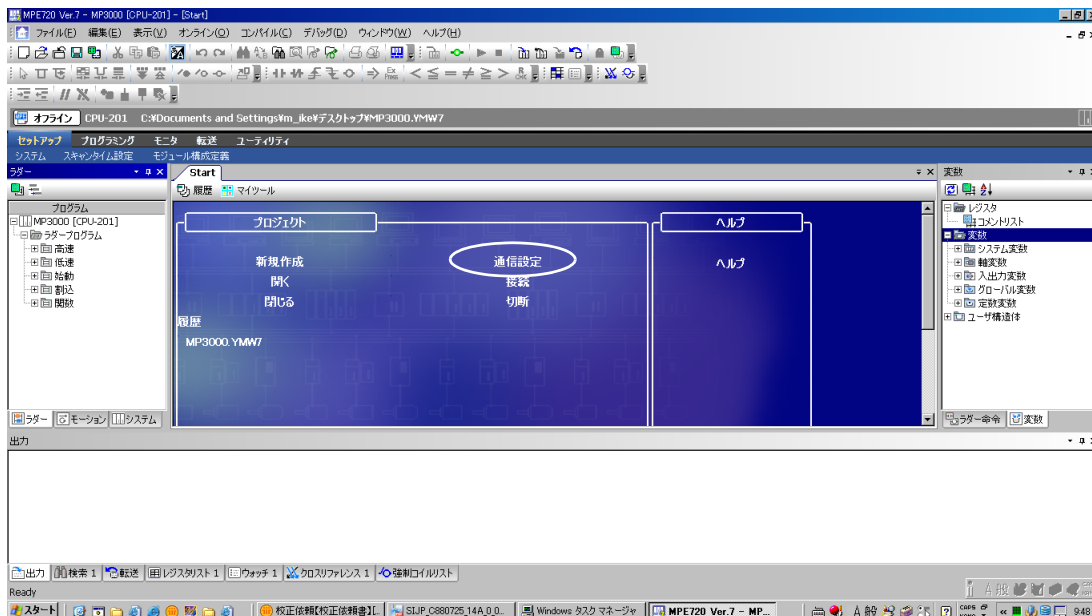 MPE720 Ver.7 - MP3000 [CPU-201] - [Start]
ファイル(F) 編集(E) 表示(V) オンライン(O) コンパイル(C) デバッグ(D) ウィンドウ(W) ヘルプ(H)
オフライン CPU-201 C:¥Documents and Settings¥m_ike¥デスクトップ¥MP3000.YMW7
セットアップ プログラミング モニタ 転送 ユーティリティ
システム スキャンタイム設定 モジュール構成定義
ラダー
プログラム
MP3000 [CPU-201]
ラダープログラム
高速
低速
始動
割込
関数
ラダー モーション システム
Start
履歴 マイツール
プロジェクト
新規作成 通信設定
開く 接続
閉じる 切断
履歴
MP3000.YMW7
ヘルプ
ヘルプ
変数
レジスタ
コメントリスト
変数
システム変数
軸変数
入出力変数
グローバル変数
定数変数
ユーザ構造体
ラダー命令 変数
出力
出力 検索 1 転送 レジスタリスト 1 ウォッチ 1 クロスリファレンス 1 強制コイルリスト
Ready
スタート 校正依頼【校正依頼書】[... SIJP_C880725_14A_0_0... Windows タスク マネージャ MPE720 Ver.7 - MP... A 般 CAPS KANA 9:49